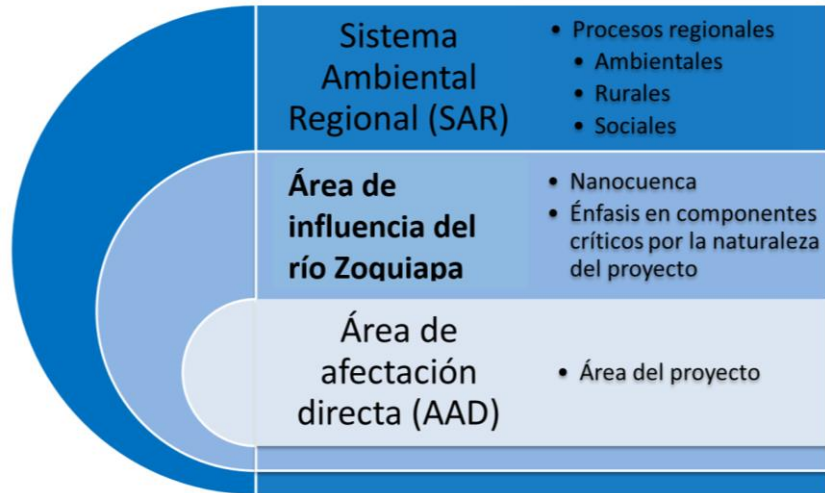 Sistema
Ambiental
Regional (SAR)
• Procesos regionales
• Ambientales
• Rurales
• Sociales
Área de
influencia del
río Zoquiapa
• Nanocuenca
• Énfasis en componentes
críticos por la naturaleza
del proyecto
Área de
afectación
directa (AAD)
• Área del proyecto